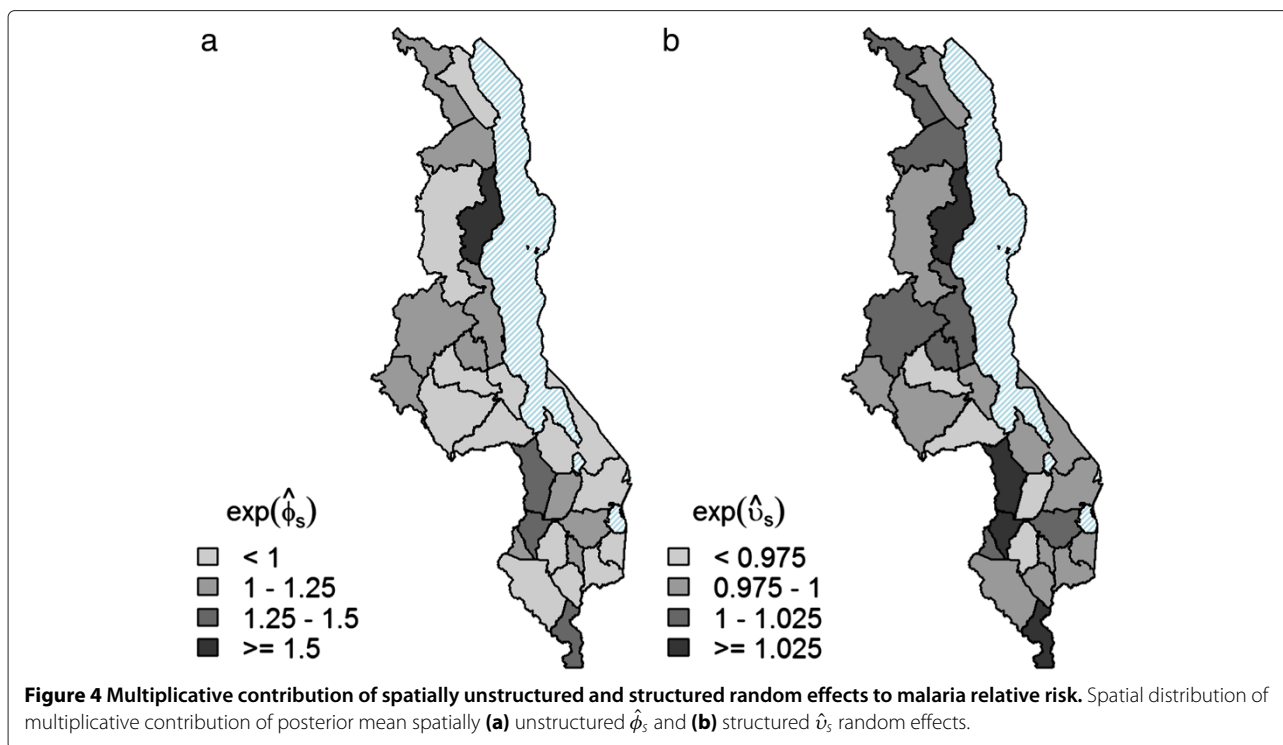 a
b
exp(ϕ̂ₛ)
< 1
1 - 1.25
1.25 - 1.5
>= 1.5
exp(υ̂ₛ)
< 0.975
0.975 - 1
1 - 1.025
>= 1.025
Figure 4 Multiplicative contribution of spatially unstructured and structured random effects to malaria relative risk. Spatial distribution of
multiplicative contribution of posterior mean spatially (a) unstructured ϕ̂ₛ and (b) structured υ̂ₛ random effects.